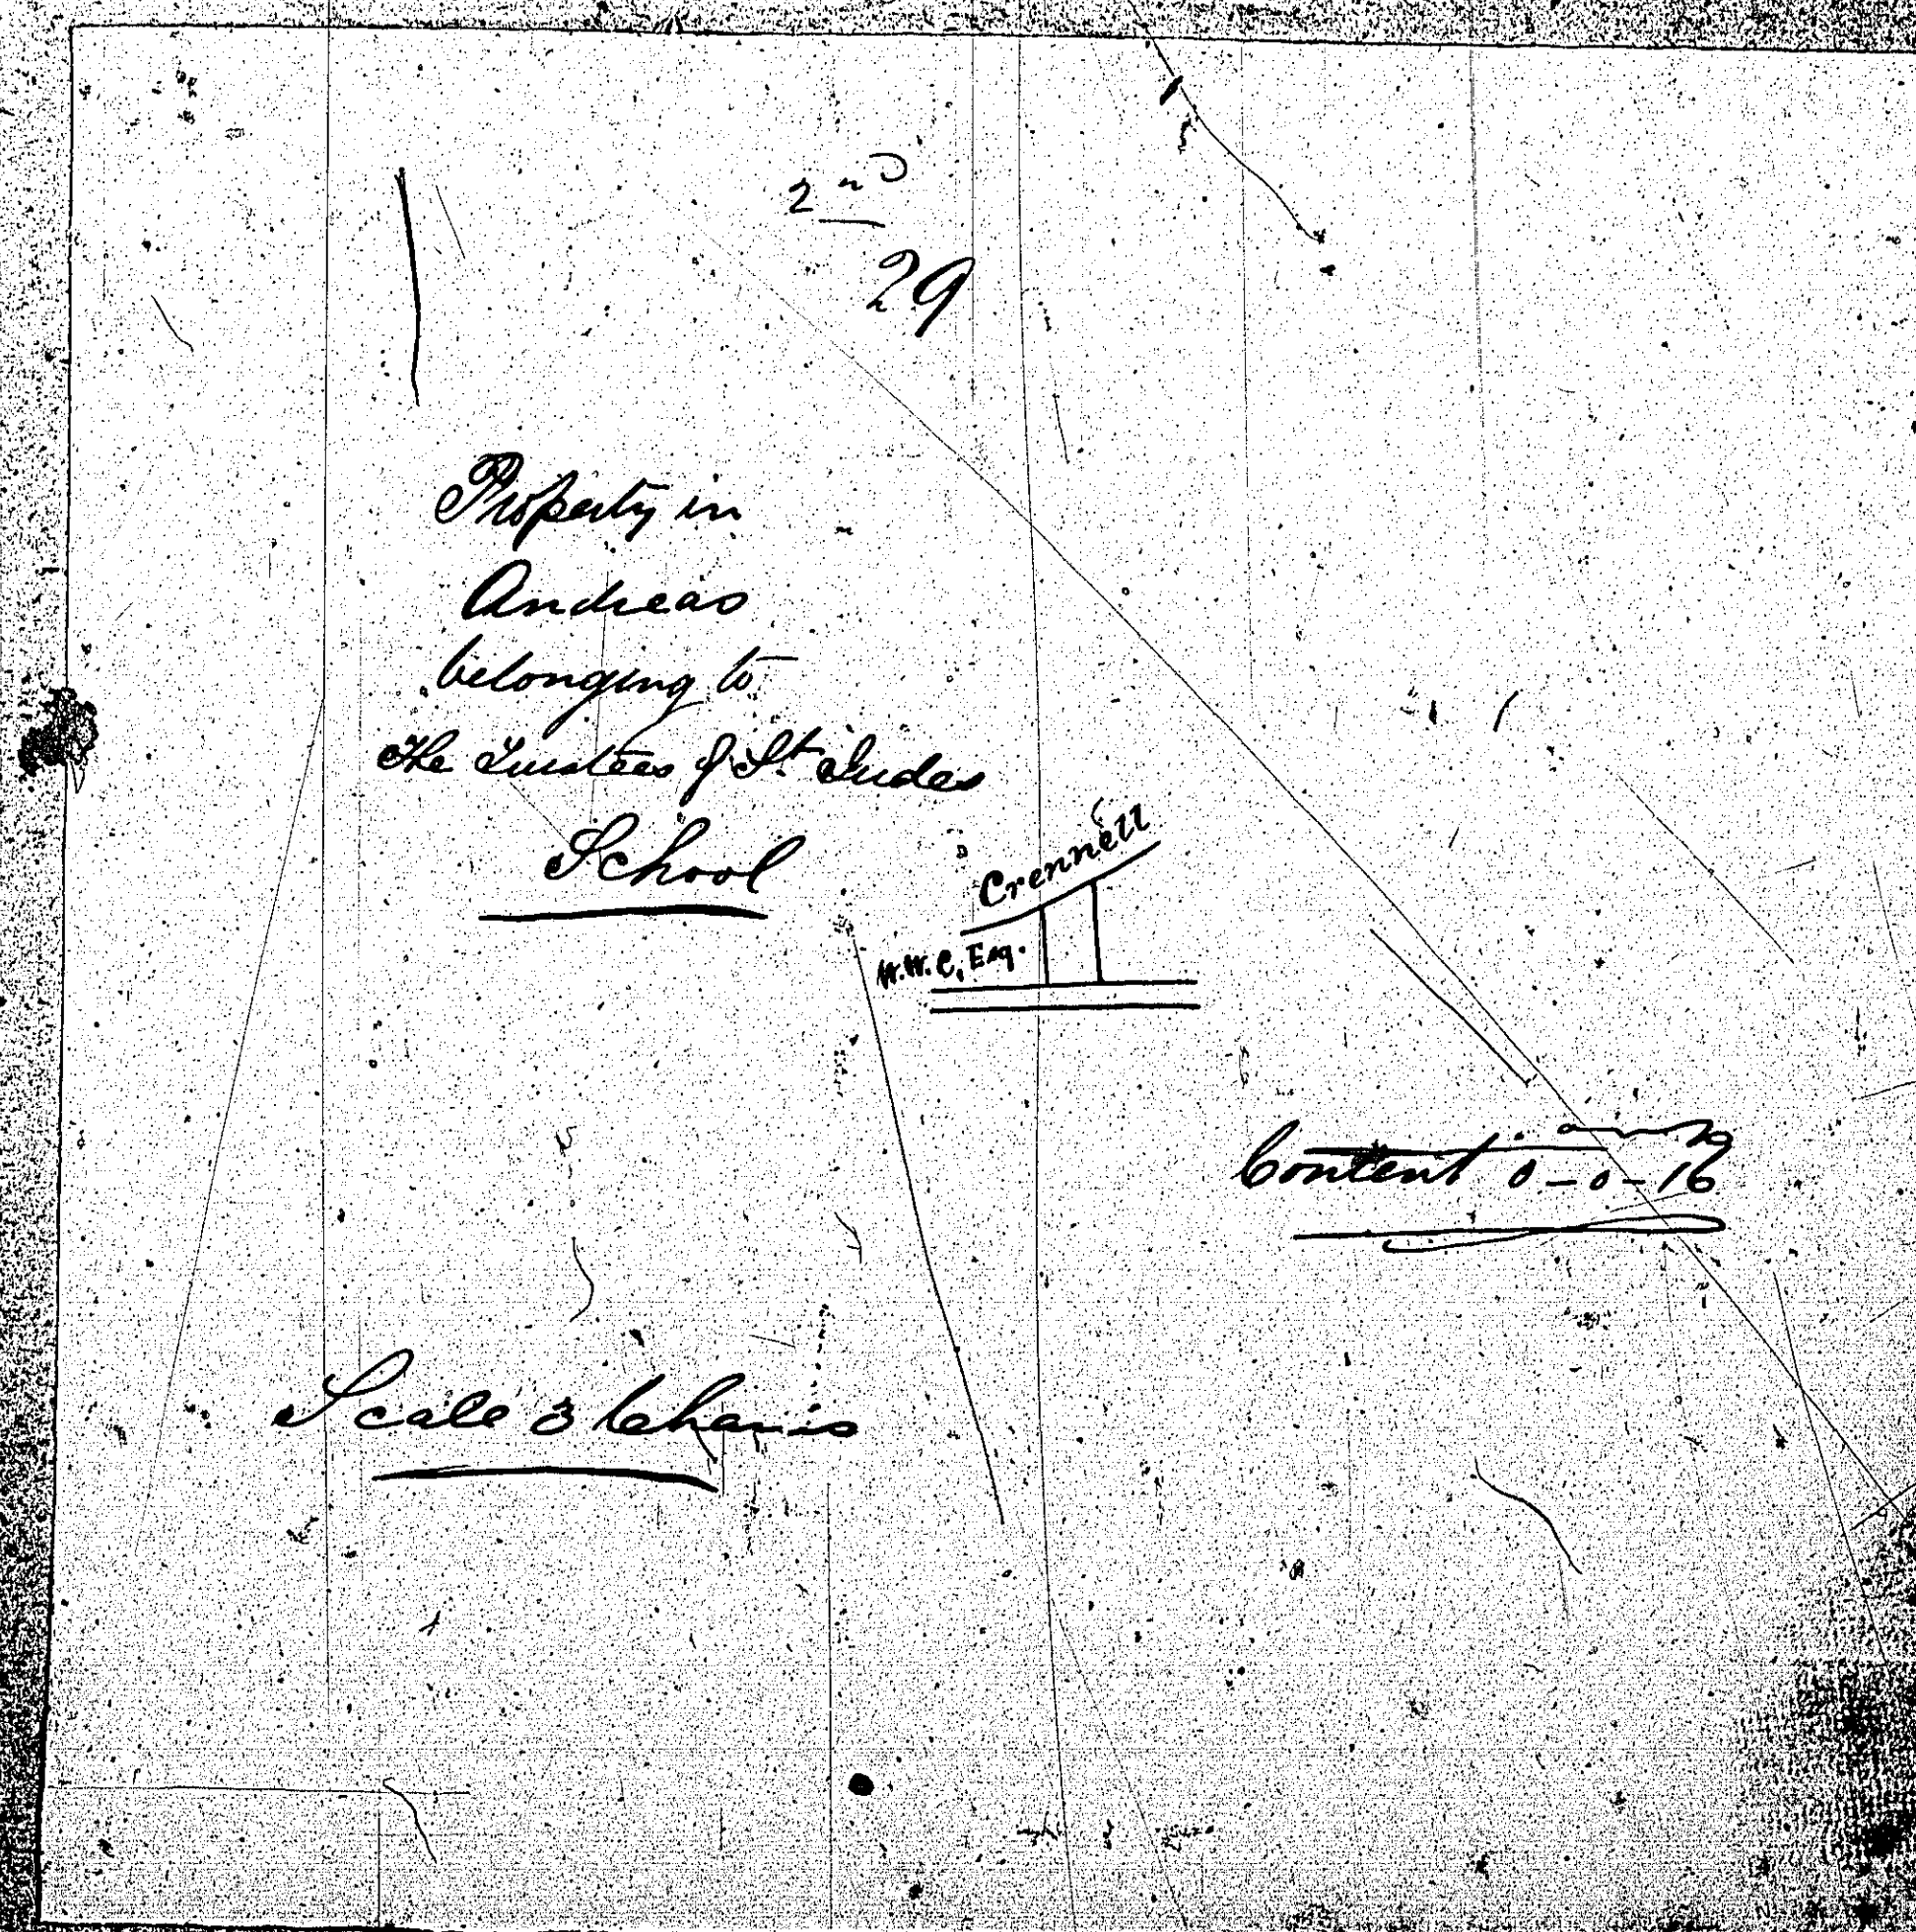 2nd
29
Property in
Andreas
belonging to
The Trustees of St Judes
School
Crennell
W.W.C, Esq.
Content 0-0-16
Scale 3 Chains